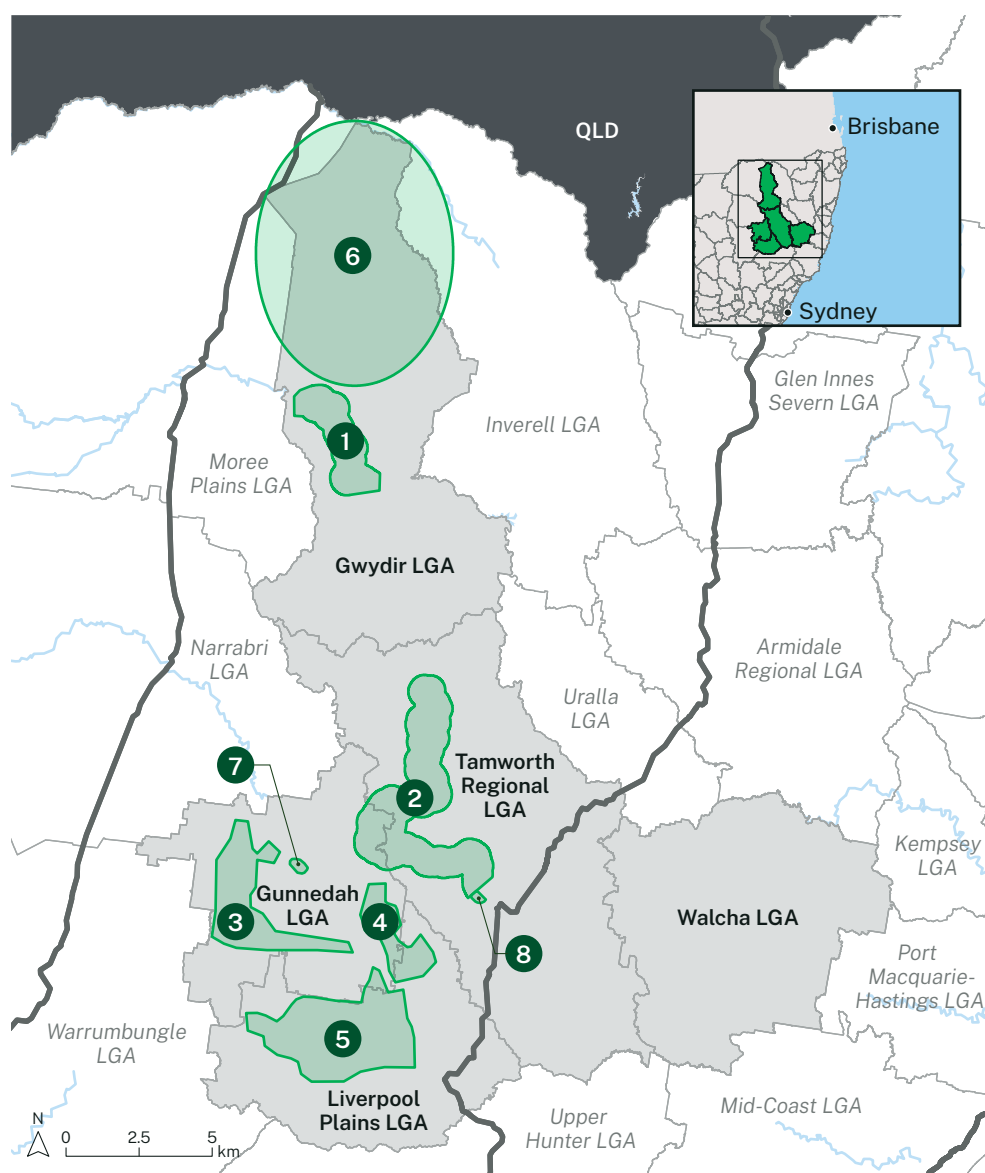 QLD
Brisbane
Sydney
6
Glen Innes
Severn LGA
Inverell LGA
1
Moree
Plains LGA
Gwydir LGA
Narrabri
LGA
Armidale
Regional LGA
Uralla
LGA
7
Tamworth
Regional
LGA
2
Kempsey
LGA
Gunnedah
LGA
3
4
Walcha LGA
8
Port
Macquarie-
Hastings LGA
5
Warrumbungle
LGA
Liverpool
Plains LGA
Upper
Hunter LGA
Mid-Coast LGA
N
0 2.5 5
km